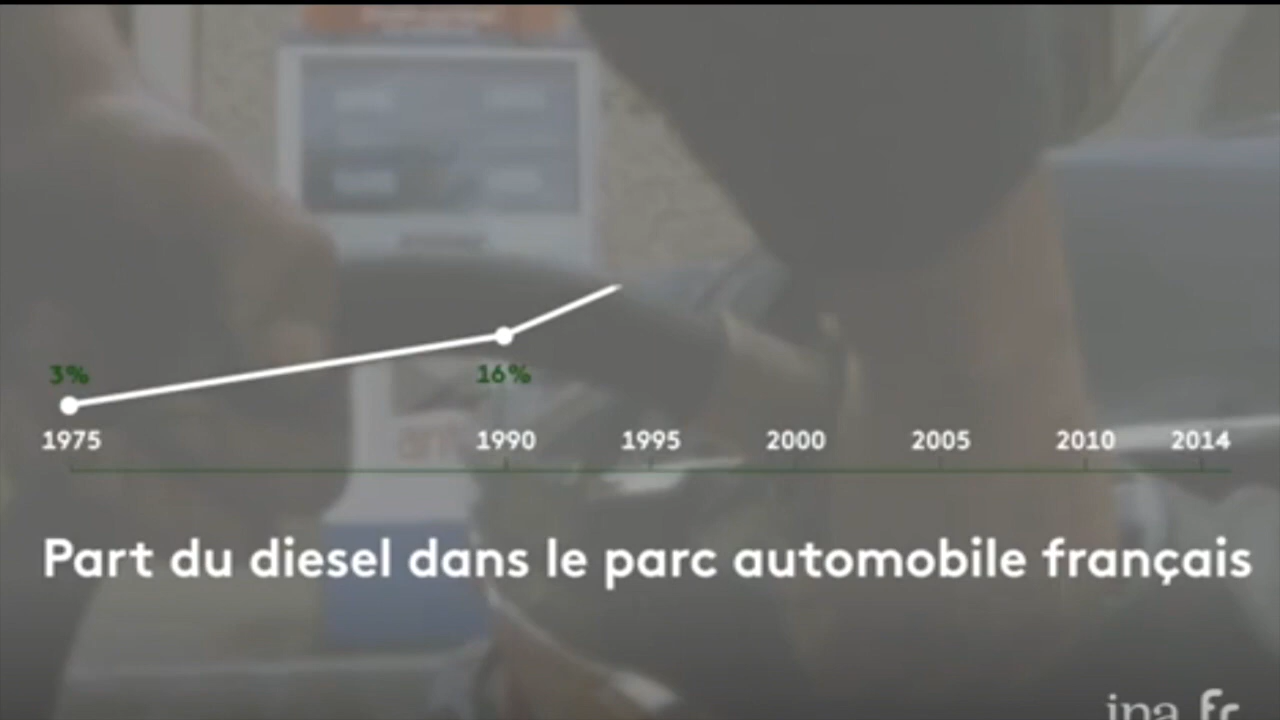 3%
16%
1975 1990 1995 2000 2005 2010 2014
Part du diesel dans le parc automobile français
ina fr